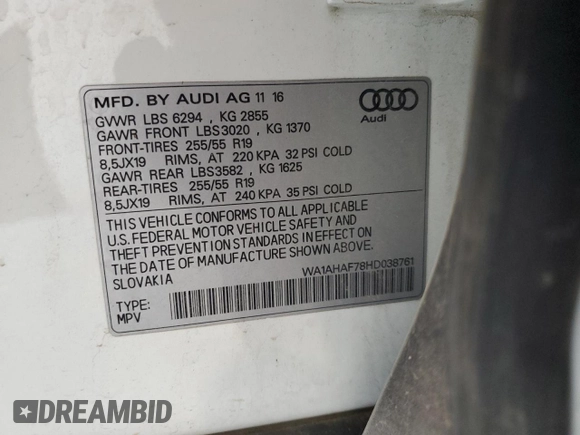 MFD. BY AUDI AG 11 16
GVWR LBS 6294 , KG 2855
GAWR FRONT LBS3020 , KG 1370
FRONT-TIRES 255/55 R19
8,5JX19 RIMS, AT 220 KPA 32 PSI COLD
GAWR REAR LBS3582 , KG 1625
REAR-TIRES 255/55 R19
8,5JX19 RIMS, AT 240 KPA 35 PSI COLD
Audi
THIS VEHICLE CONFORMS TO ALL APPLICABLE
U.S. FEDERAL MOTOR VEHICLE SAFETY AND
THEFT PREVENTION STANDARDS IN EFFECT ON
THE DATE OF MANUFACTURE SHOWN ABOVE.
SLOVAKIA
WA1AHAF78HD038761
TYPE:
MPV
DREAMBID